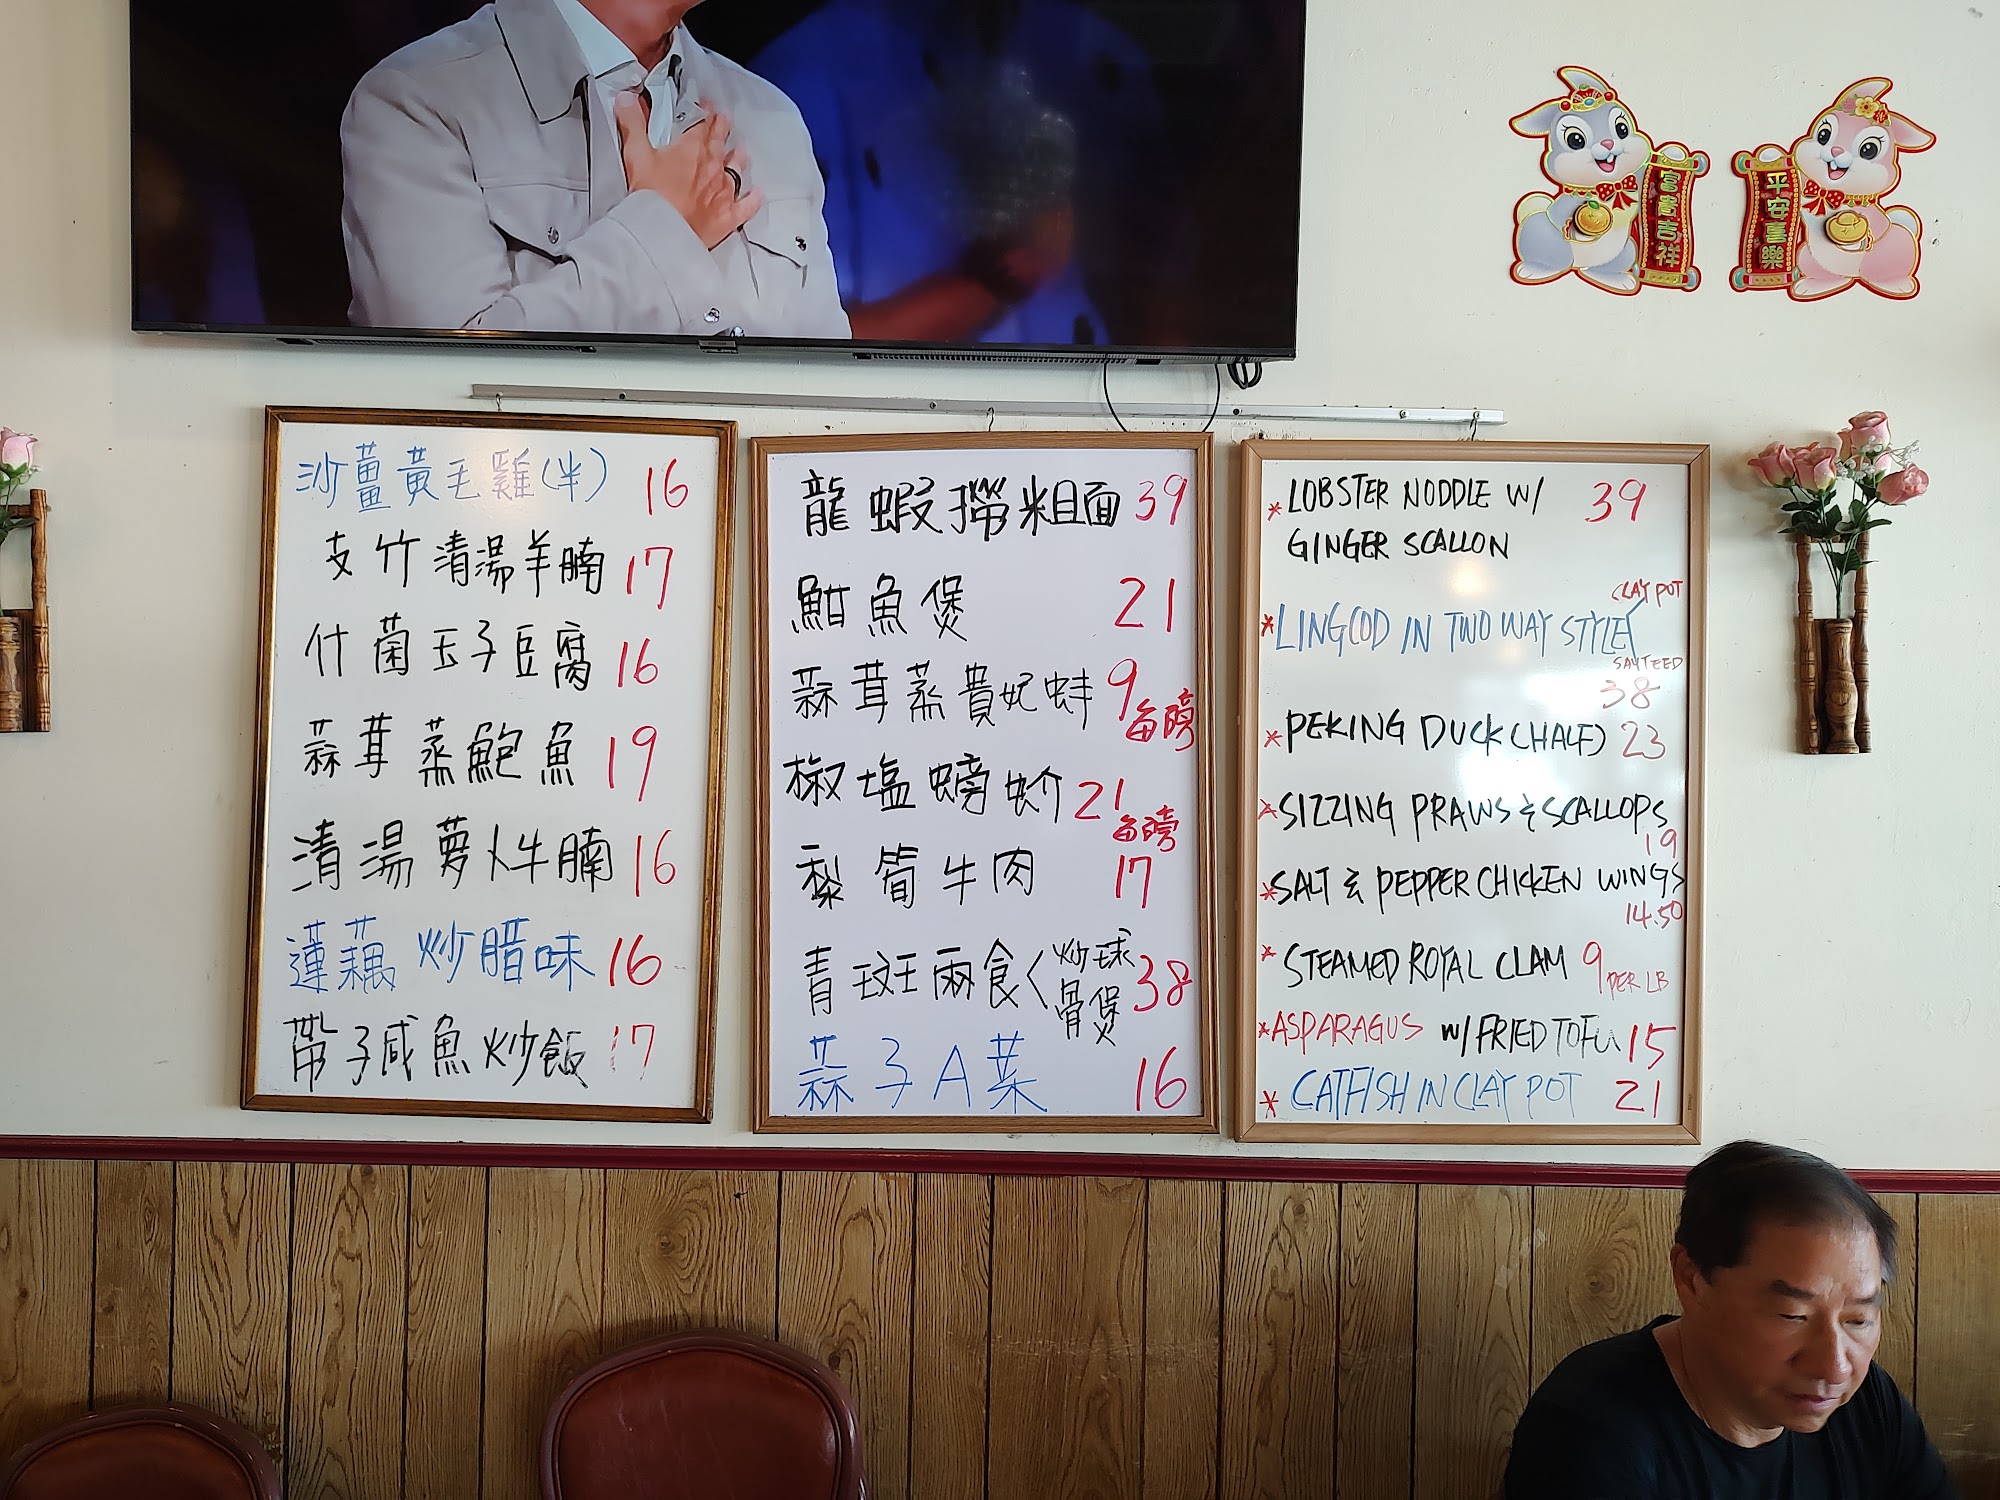 富貴吉祥
平安喜樂
沙薑黃毛雞(半) 16
支竹清湯羊腩 17
什菌玉子豆腐 16
蒜茸蒸鮑魚 19
清湯萝卜牛腩 16
蓮藕炒腊味 16
帶子咸魚炒飯 17
龍蝦撈粗面 39
魽魚煲 21
蒜茸蒸貴妃蚌 9
每磅
椒塩螃蚧 21
每磅
黎筍牛肉 17
青斑兩食< 炒球 38
骨煲
蒜子A菜 16
*LOBSTER NODDLE W/ 39
GINGER SCALLON
CLAY POT
*LINGCOD IN TWO WAY STYLE<
SAYTEED
38
*PEKING DUCK (HALF) 23
*SIZZING PRAWS & SCALLOPS
19
*SALT & PEPPER CHICKEN WINGS
14.50
*STEAMED ROYAL CLAM 9 PER LB
*ASPARAGUS W/ FRIED TOFU 15
*CATFISH IN CLAY POT 21